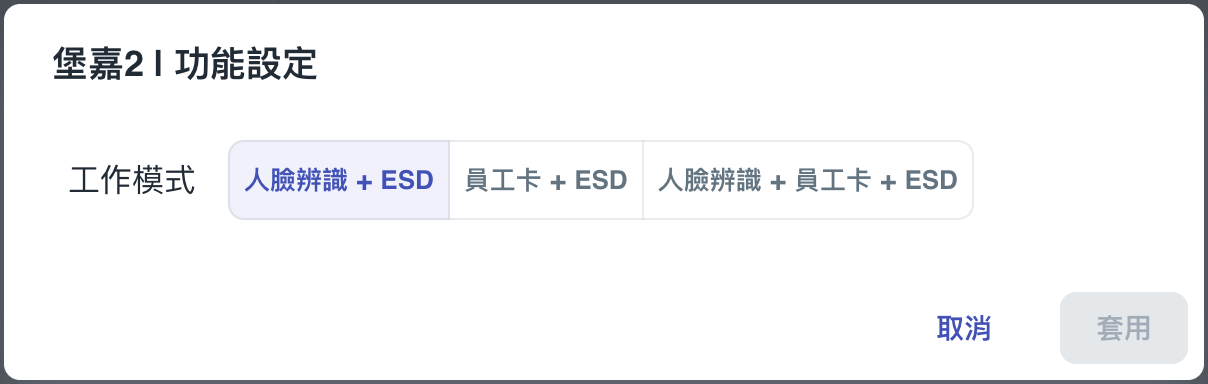 堡嘉2 | 功能設定
工作模式 人臉辨識 + ESD 員工卡 + ESD 人臉辨識 + 員工卡 + ESD
取消 套用